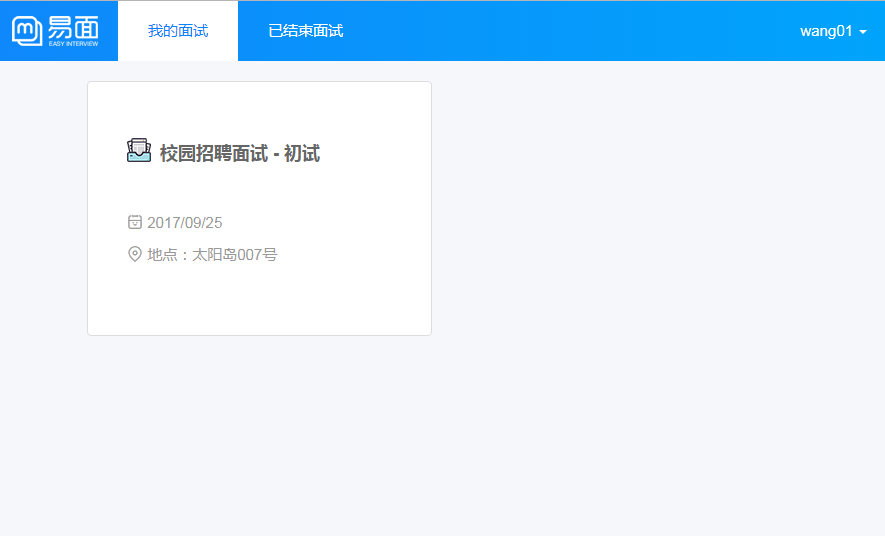 易面
EASY INTERVIEW
我的面试
已结束面试
wang01
校园招聘面试 - 初试
2017/09/25
地点：太阳岛007号